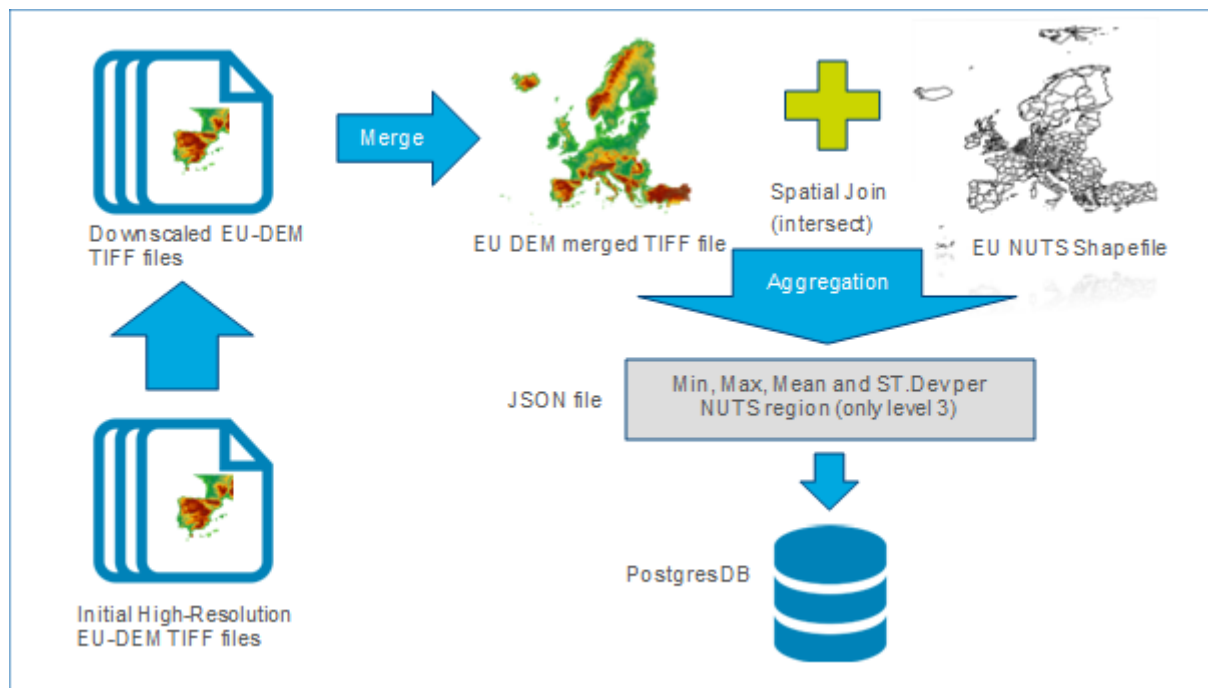 Merge
Downscaled EU-DEM
TIFF files
EU DEM merged TIFF file
Spatial Join
(intersect)
EU NUTS Shapefile
Aggregation
JSON file
Min, Max, Mean and ST.Dev per
NUTS region (only level 3)
Initial High-Resolution
EU-DEM TIFF files
PostgresDB